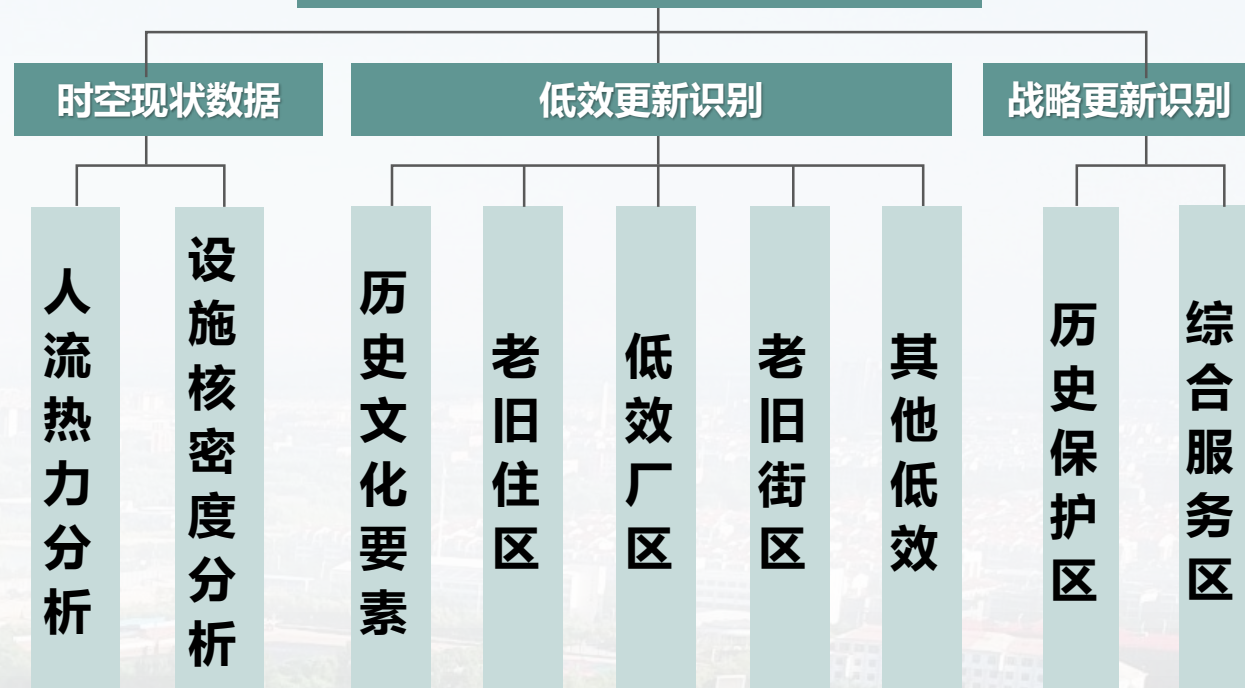 时空现状数据
低效更新识别
战略更新识别
人流热力分析
设施核密度分析
历史文化要素
老旧住区
低效厂区
老旧街区
其他低效
历史保护区
综合服务区